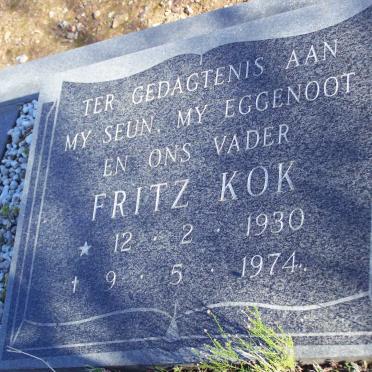 TER GEDAGTENIS AAN
MY SEUN, MY EGGENOOT
EN ONS VADER
FRITZ KOK
★ 12 · 2 · 1930
† 9 · 5 · 1974.